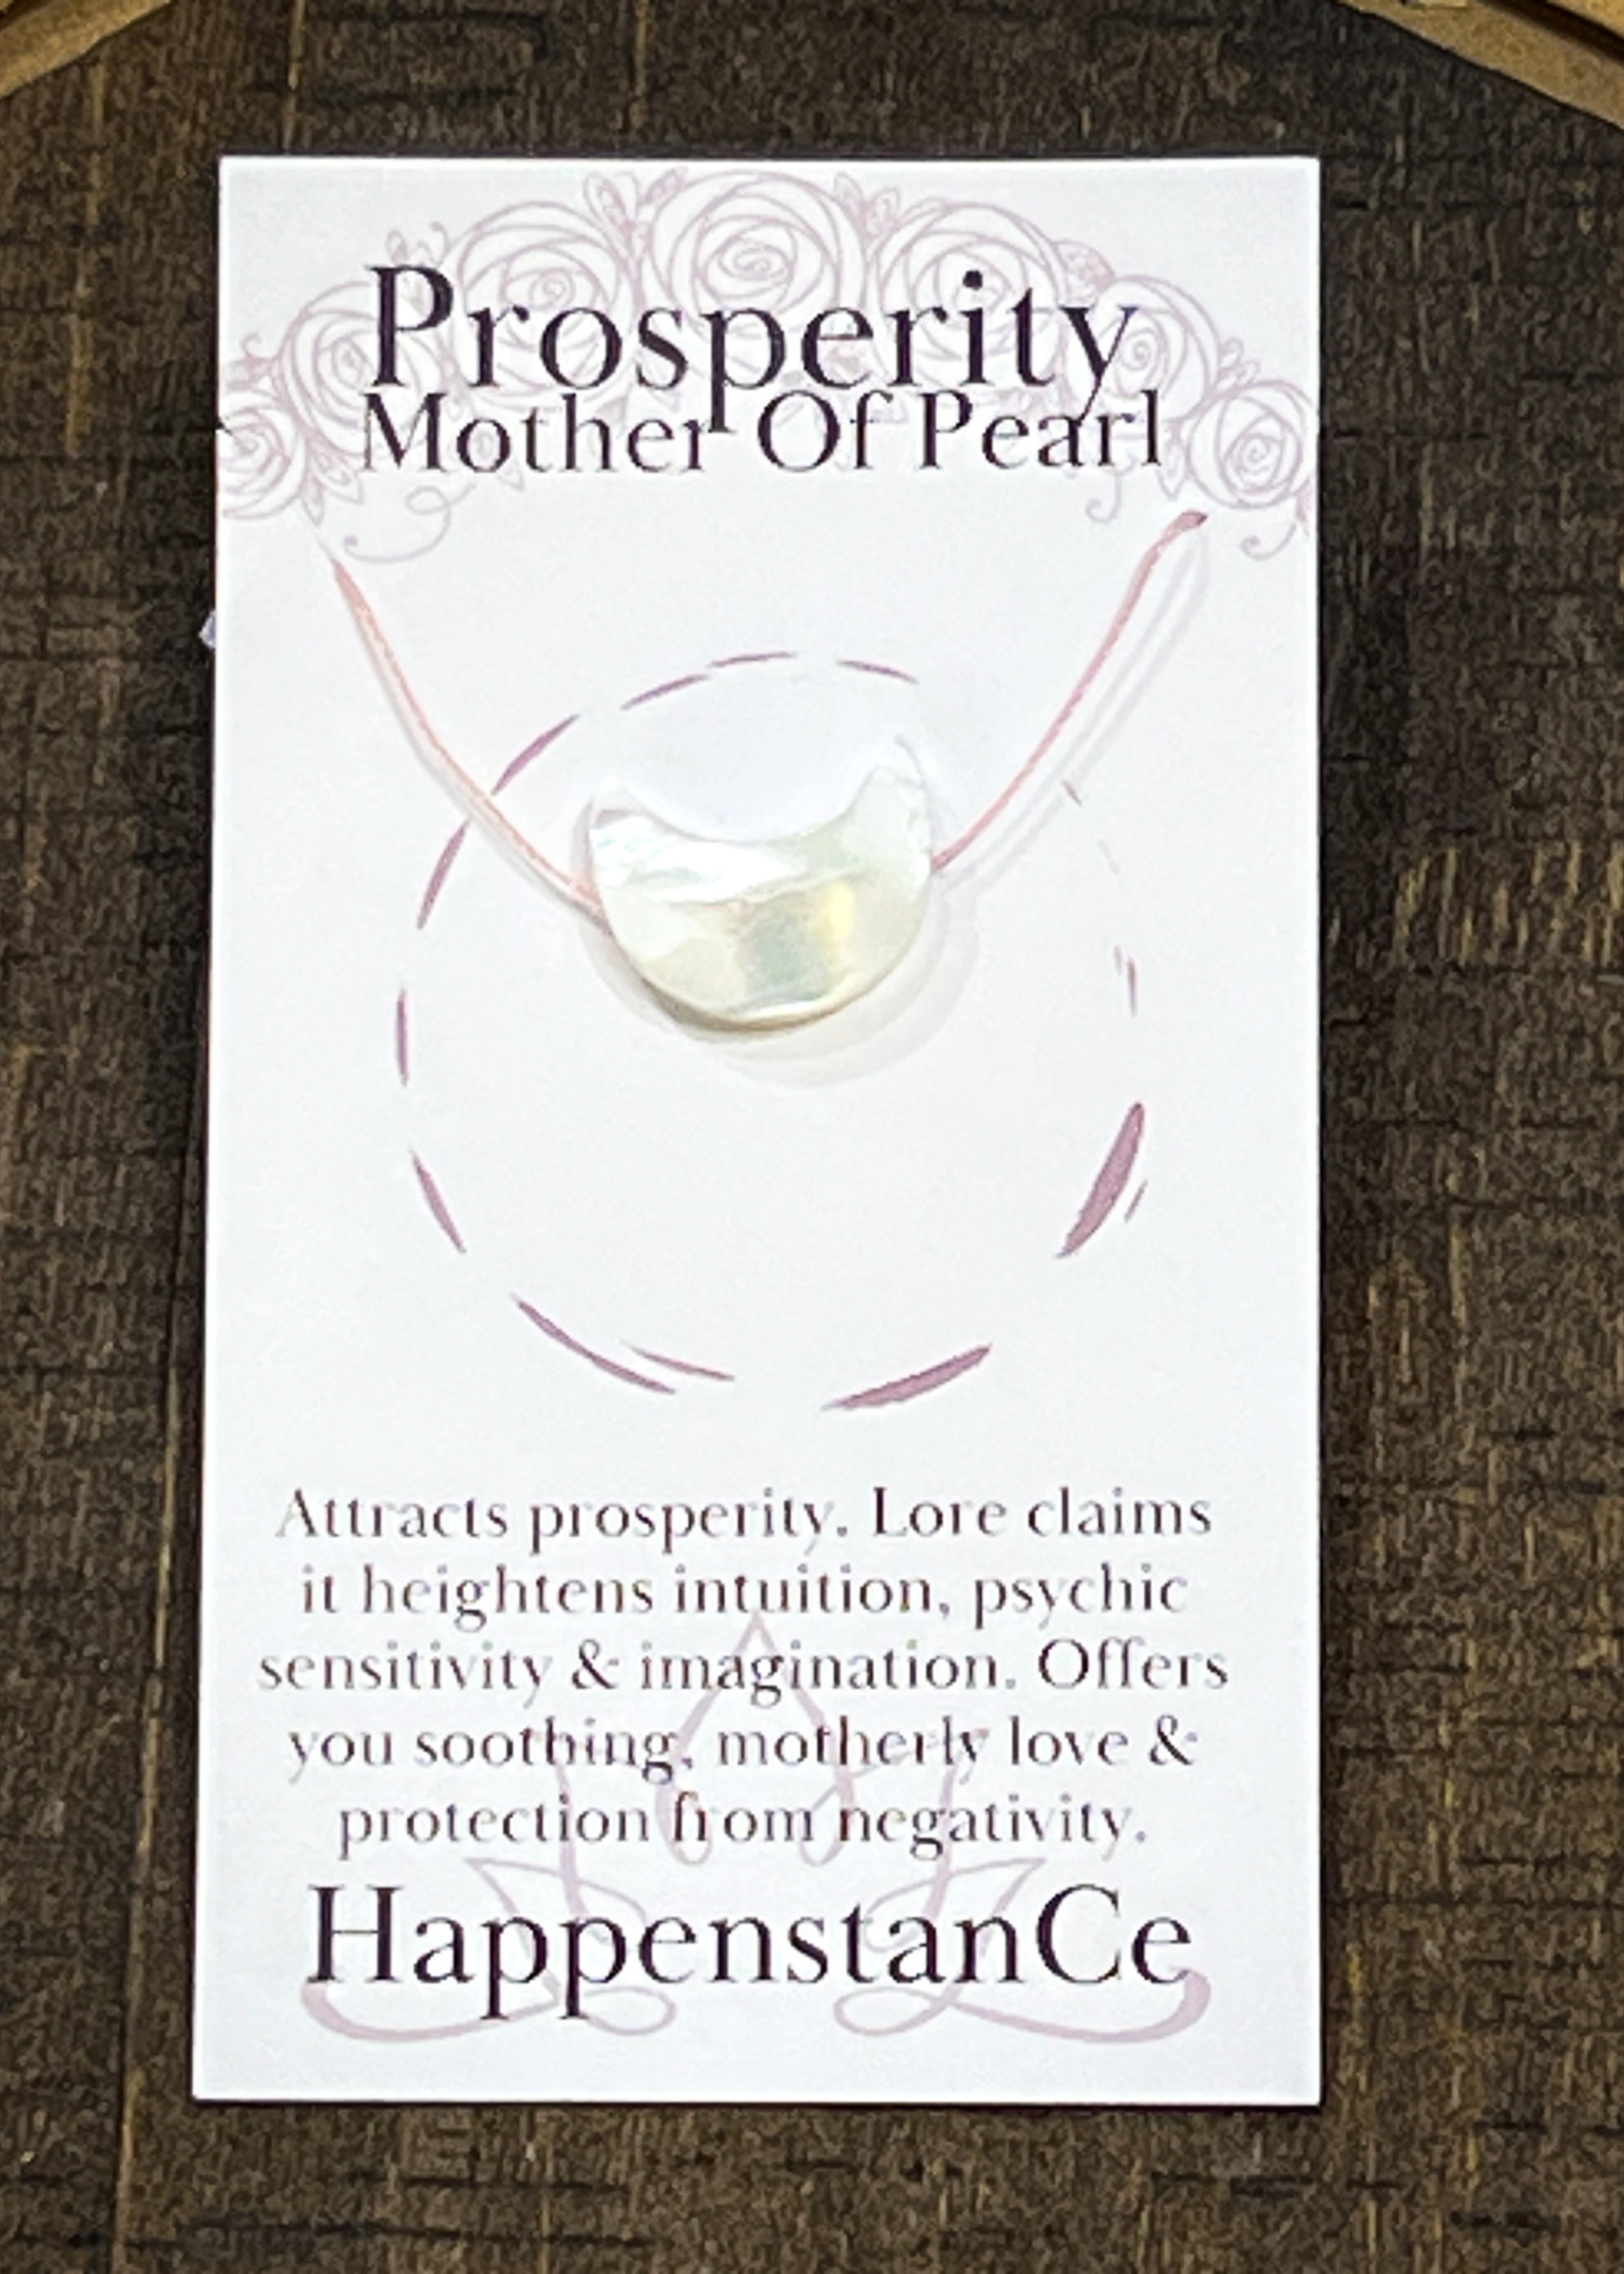 Prosperity
Mother Of Pearl
Attracts prosperity. Lore claims
it heightens intuition, psychic
sensitivity & imagination. Offers
you soothing, motherly love &
protection from negativity.
HappenstanCe